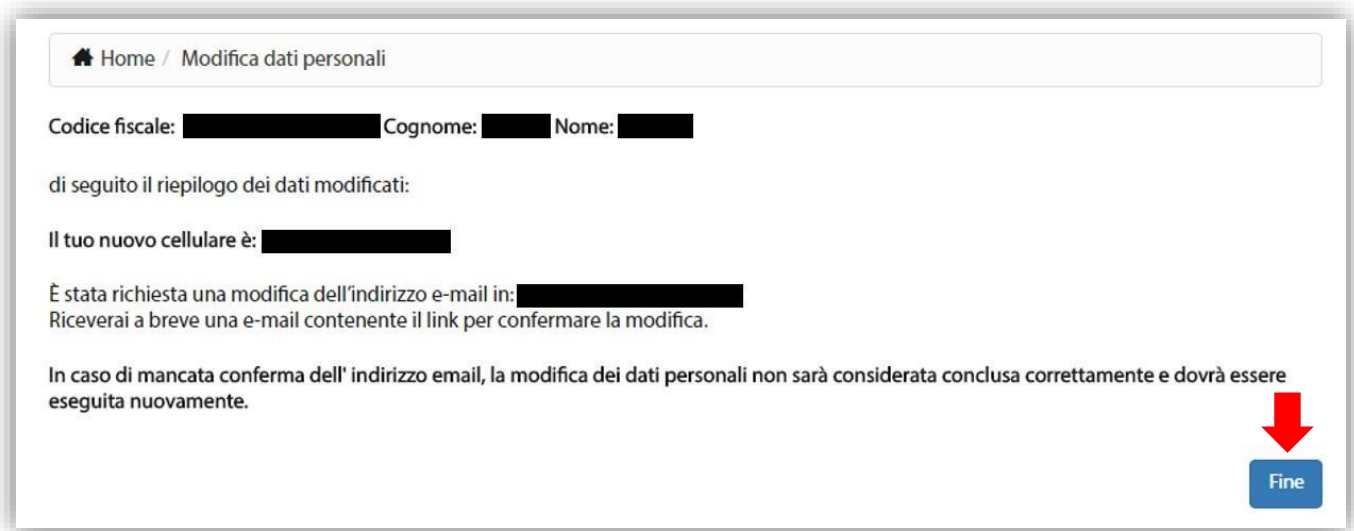 Home / Modifica dati personali
Codice fiscale: Cognome: Nome:
di seguito il riepilogo dei dati modificati:
Il tuo nuovo cellulare è:
È stata richiesta una modifica dell'indirizzo e-mail in:
Riceverai a breve una e-mail contenente il link per confermare la modifica.
In caso di mancata conferma dell' indirizzo email, la modifica dei dati personali non sarà considerata conclusa correttamente e dovrà essere
eseguita nuovamente.
Fine